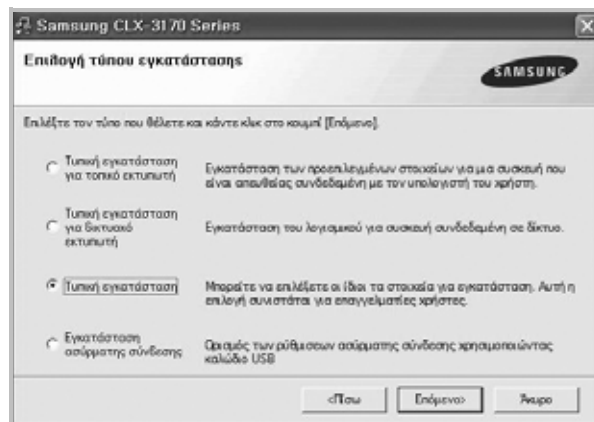 Samsung CLX-3170 Series
Επιλογή τύπου εγκατάστασης
SAMSUNG
Επιλέξτε τον τύπο που θέλετε και κάντε κλικ στο κουμπί [Επόμενο].
Τυπική εγκατάσταση
για τοπικό εκτυπωτή
Εγκατάσταση των προεπιλεγμένων στοιχείων για μια συσκευή που
είναι απευθείας συνδεδεμένη με τον υπολογιστή του χρήστη.
Τυπική εγκατάσταση
για δικτυακό
εκτυπωτή
Εγκατάσταση του λογισμικού για συσκευή συνδεδεμένη σε δίκτυο.
Τυπική εγκατάσταση
Μπορείτε να επιλέξετε οι ίδιοι τα στοιχεία για εγκατάσταση. Αυτή η
επιλογή συνιστάται για επαγγελματίες χρήστες.
Εγκατάσταση
ασύρματης σύνδεσης
Ορισμός των ρύθμισεων ασύρματης σύνδεσης χρησιμοποιώντας
καλώδιο USB
<Πίσω
Επόμενο>
Άκυρο